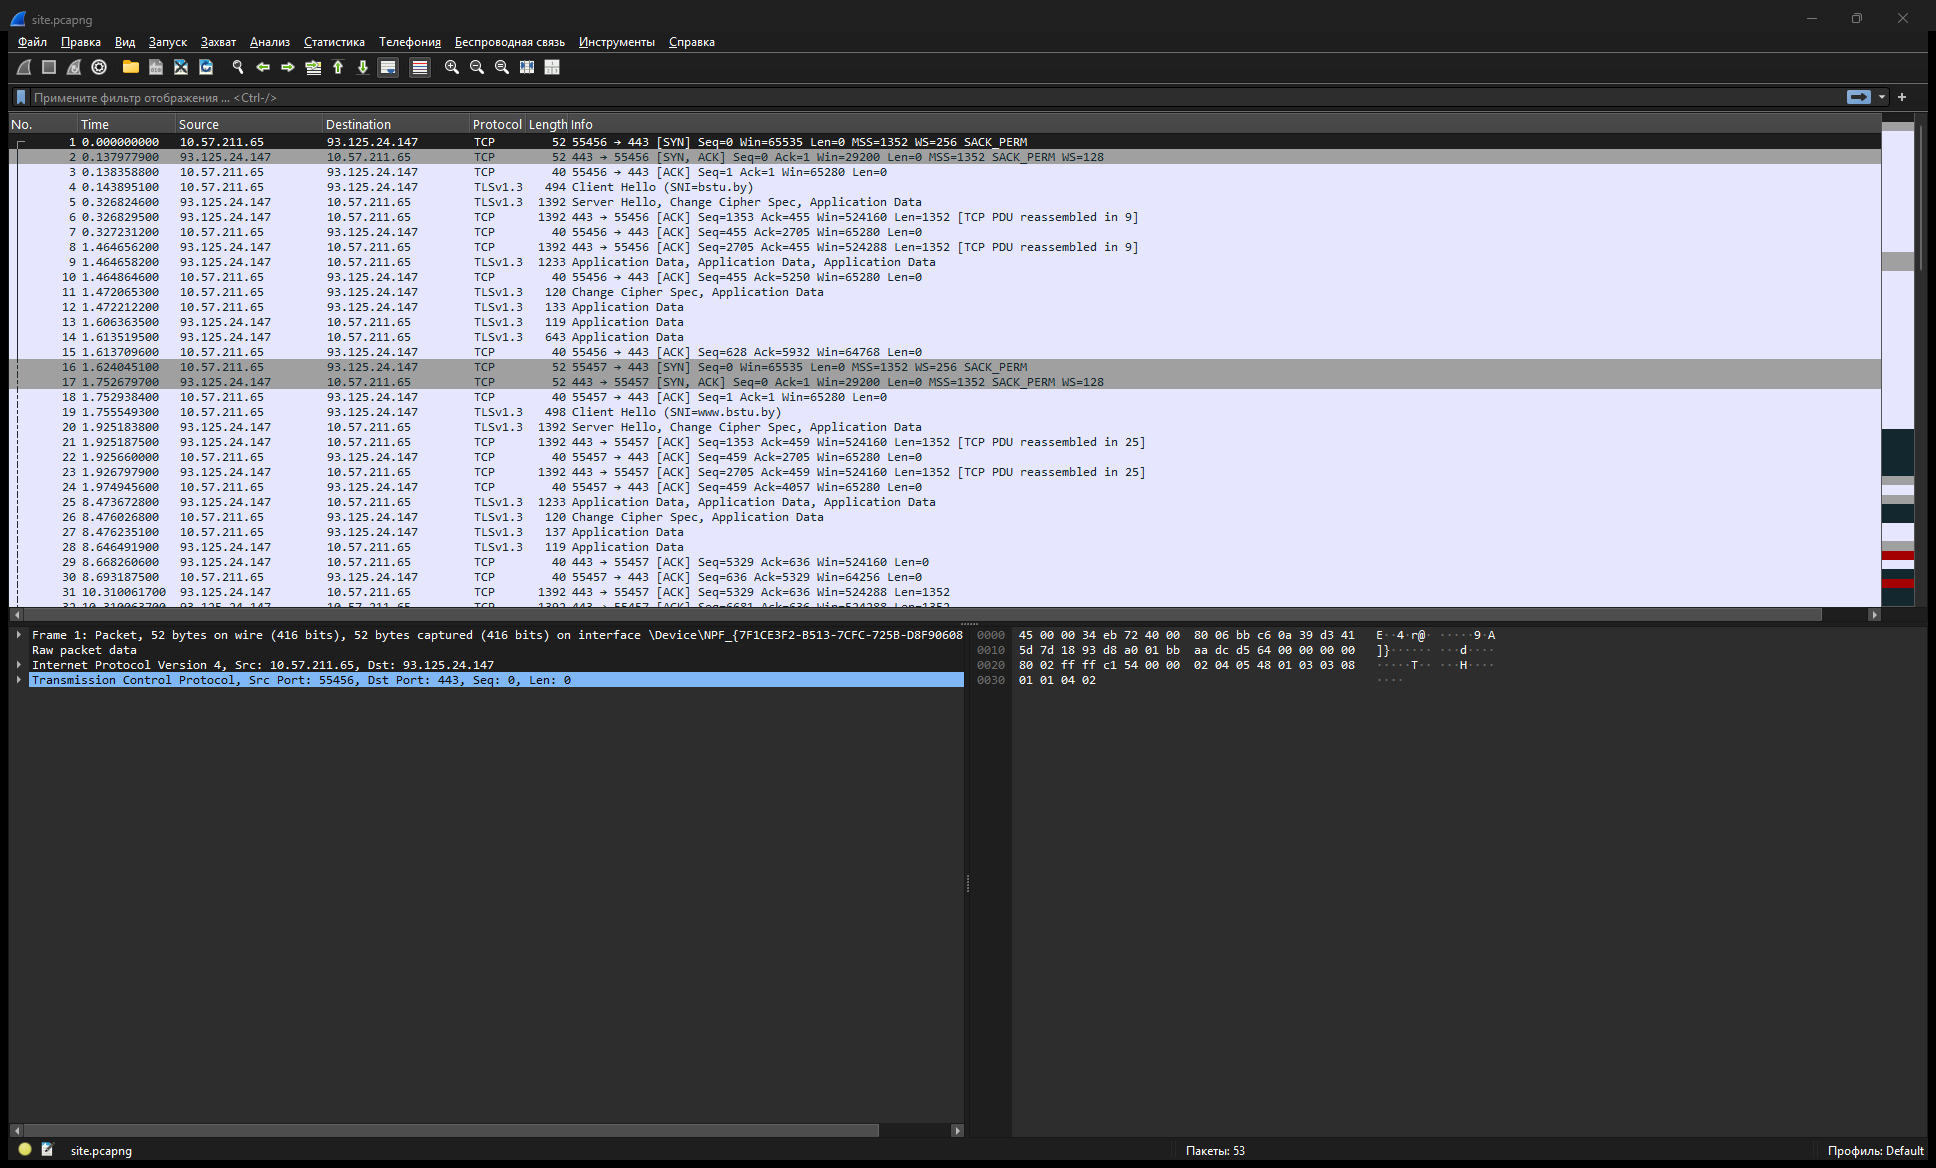 site.pcapng
Файл Правка Вид Запуск Захват Анализ Статистика Телефония Беспроводная связь Инструменты Справка
Примените фильтр отображения ... <Ctrl-/>
No. Time Source Destination Protocol Length Info
1 0.000000000 10.57.211.65 93.125.24.147 TCP 52 55456 → 443 [SYN] Seq=0 Win=65535 Len=0 MSS=1352 WS=256 SACK_PERM
2 0.137977900 93.125.24.147 10.57.211.65 TCP 52 443 → 55456 [SYN, ACK] Seq=0 Ack=1 Win=29200 Len=0 MSS=1352 SACK_PERM WS=128
3 0.138358800 10.57.211.65 93.125.24.147 TCP 40 55456 → 443 [ACK] Seq=1 Ack=1 Win=65280 Len=0
4 0.143895100 10.57.211.65 93.125.24.147 TLSv1.3 494 Client Hello (SNI=bstu.by)
5 0.326824600 93.125.24.147 10.57.211.65 TLSv1.3 1392 Server Hello, Change Cipher Spec, Application Data
6 0.326829500 93.125.24.147 10.57.211.65 TCP 1392 443 → 55456 [ACK] Seq=1353 Ack=455 Win=524160 Len=1352 [TCP PDU reassembled in 9]
7 0.327231200 10.57.211.65 93.125.24.147 TCP 40 55456 → 443 [ACK] Seq=455 Ack=2705 Win=65280 Len=0
8 1.464656200 93.125.24.147 10.57.211.65 TCP 1392 443 → 55456 [ACK] Seq=2705 Ack=455 Win=524288 Len=1352 [TCP PDU reassembled in 9]
9 1.464658200 93.125.24.147 10.57.211.65 TLSv1.3 1233 Application Data, Application Data, Application Data
10 1.464864600 10.57.211.65 93.125.24.147 TCP 40 55456 → 443 [ACK] Seq=455 Ack=5250 Win=65280 Len=0
11 1.472065300 10.57.211.65 93.125.24.147 TLSv1.3 120 Change Cipher Spec, Application Data
12 1.472212200 10.57.211.65 93.125.24.147 TLSv1.3 133 Application Data
13 1.606363500 93.125.24.147 10.57.211.65 TLSv1.3 119 Application Data
14 1.613519500 93.125.24.147 10.57.211.65 TLSv1.3 643 Application Data
15 1.613709600 10.57.211.65 93.125.24.147 TCP 40 55456 → 443 [ACK] Seq=628 Ack=5932 Win=64768 Len=0
16 1.624045100 10.57.211.65 93.125.24.147 TCP 52 55457 → 443 [SYN] Seq=0 Win=65535 Len=0 MSS=1352 WS=256 SACK_PERM
17 1.752679700 93.125.24.147 10.57.211.65 TCP 52 443 → 55457 [SYN, ACK] Seq=0 Ack=1 Win=29200 Len=0 MSS=1352 SACK_PERM WS=128
18 1.752938400 10.57.211.65 93.125.24.147 TCP 40 55457 → 443 [ACK] Seq=1 Ack=1 Win=65280 Len=0
19 1.755549300 10.57.211.65 93.125.24.147 TLSv1.3 498 Client Hello (SNI=www.bstu.by)
20 1.925183800 93.125.24.147 10.57.211.65 TLSv1.3 1392 Server Hello, Change Cipher Spec, Application Data
21 1.925187500 93.125.24.147 10.57.211.65 TCP 1392 443 → 55457 [ACK] Seq=1353 Ack=459 Win=524160 Len=1352 [TCP PDU reassembled in 25]
22 1.925660000 10.57.211.65 93.125.24.147 TCP 40 55457 → 443 [ACK] Seq=459 Ack=2705 Win=65280 Len=0
23 1.926797900 93.125.24.147 10.57.211.65 TCP 1392 443 → 55457 [ACK] Seq=2705 Ack=459 Win=524160 Len=1352 [TCP PDU reassembled in 25]
24 1.974945600 10.57.211.65 93.125.24.147 TCP 40 55457 → 443 [ACK] Seq=459 Ack=4057 Win=65280 Len=0
25 8.473672800 93.125.24.147 10.57.211.65 TLSv1.3 1233 Application Data, Application Data, Application Data
26 8.476026800 10.57.211.65 93.125.24.147 TLSv1.3 120 Change Cipher Spec, Application Data
27 8.476235100 10.57.211.65 93.125.24.147 TLSv1.3 137 Application Data
28 8.646491900 93.125.24.147 10.57.211.65 TLSv1.3 119 Application Data
29 8.668260600 93.125.24.147 10.57.211.65 TCP 40 443 → 55457 [ACK] Seq=5329 Ack=636 Win=524160 Len=0
30 8.693187500 10.57.211.65 93.125.24.147 TCP 40 55457 → 443 [ACK] Seq=636 Ack=5329 Win=64256 Len=0
31 10.310061700 93.125.24.147 10.57.211.65 TCP 1392 443 → 55457 [ACK] Seq=5329 Ack=636 Win=524288 Len=1352
32 10.310063700 93.125.24.147 10.57.211.65 TCP 1392 443 → 55457 [ACK] Seq=6681 Ack=636 Win=524288 Len=1352
Frame 1: Packet, 52 bytes on wire (416 bits), 52 bytes captured (416 bits) on interface \Device\NPF_{7F1CE3F2-B513-7CFC-725B-D8F90608
Raw packet data
Internet Protocol Version 4, Src: 10.57.211.65, Dst: 93.125.24.147
Transmission Control Protocol, Src Port: 55456, Dst Port: 443, Seq: 0, Len: 0
0000 45 00 00 34 eb 72 40 00 80 06 bb c6 0a 39 d3 41 E··4·r@· ·····9·A
0010 5d 7d 18 93 d8 a0 01 bb aa dc d5 64 00 00 00 00 ]}······ ···d····
0020 80 02 ff ff c1 54 00 00 02 04 05 48 01 03 03 08 ·····T·· ···H····
0030 01 01 04 02 ····
site.pcapng
Пакеты: 53
Профиль: Default